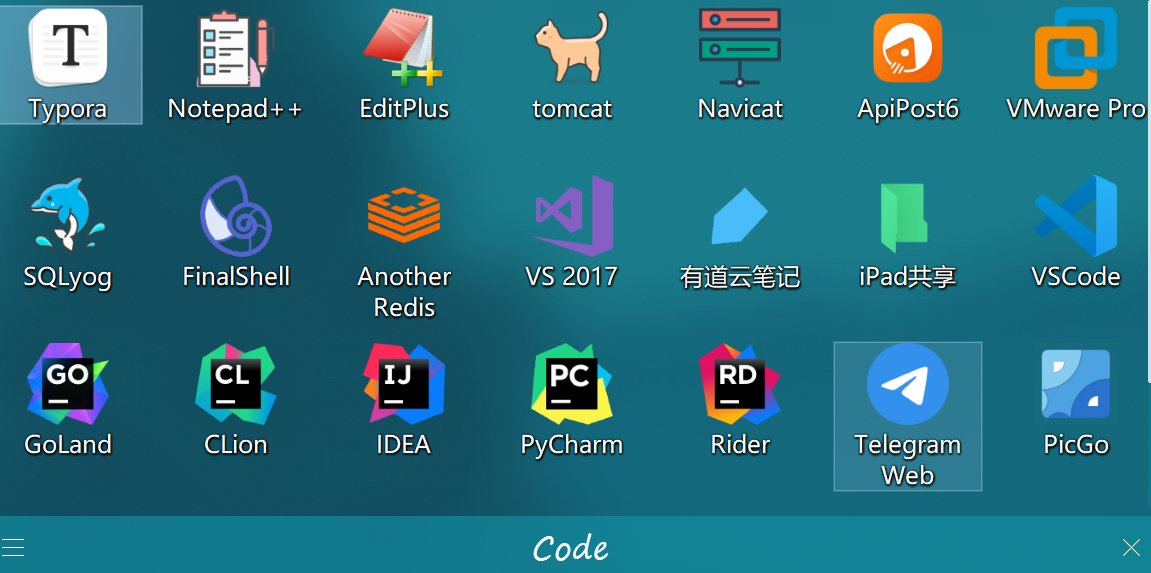 T
Typora
Notepad++
EditPlus
tomcat
Navicat
ApiPost6
VMware Pro
SQLyog
FinalShell
Another
Redis
VS 2017
有道云笔记
iPad共享
VSCode
GO
GoLand
CL
CLion
IJ
IDEA
PC
PyCharm
RD
Rider
Telegram
Web
PicGo
Code